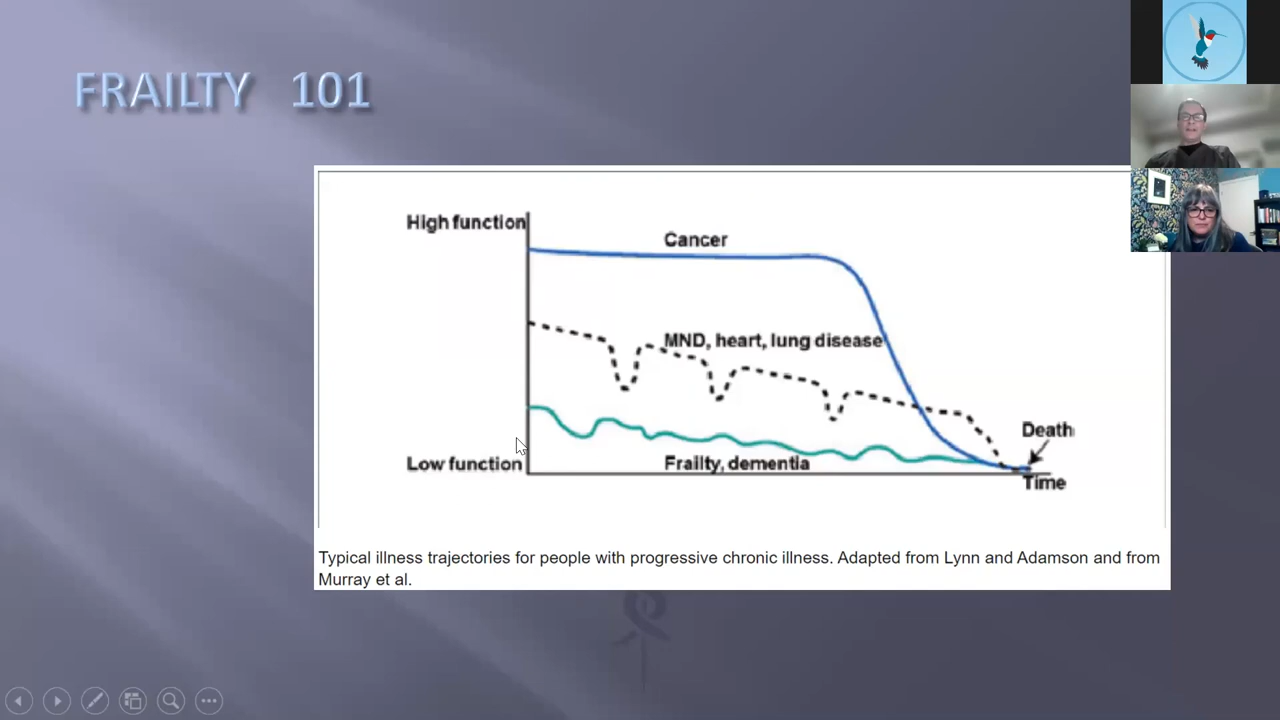 FRAILTY 101
High function
Cancer
MND, heart, lung disease
Death
Low function
Frailty, dementia
Time
Typical illness trajectories for people with progressive chronic illness. Adapted from Lynn and Adamson and from
Murray et al.